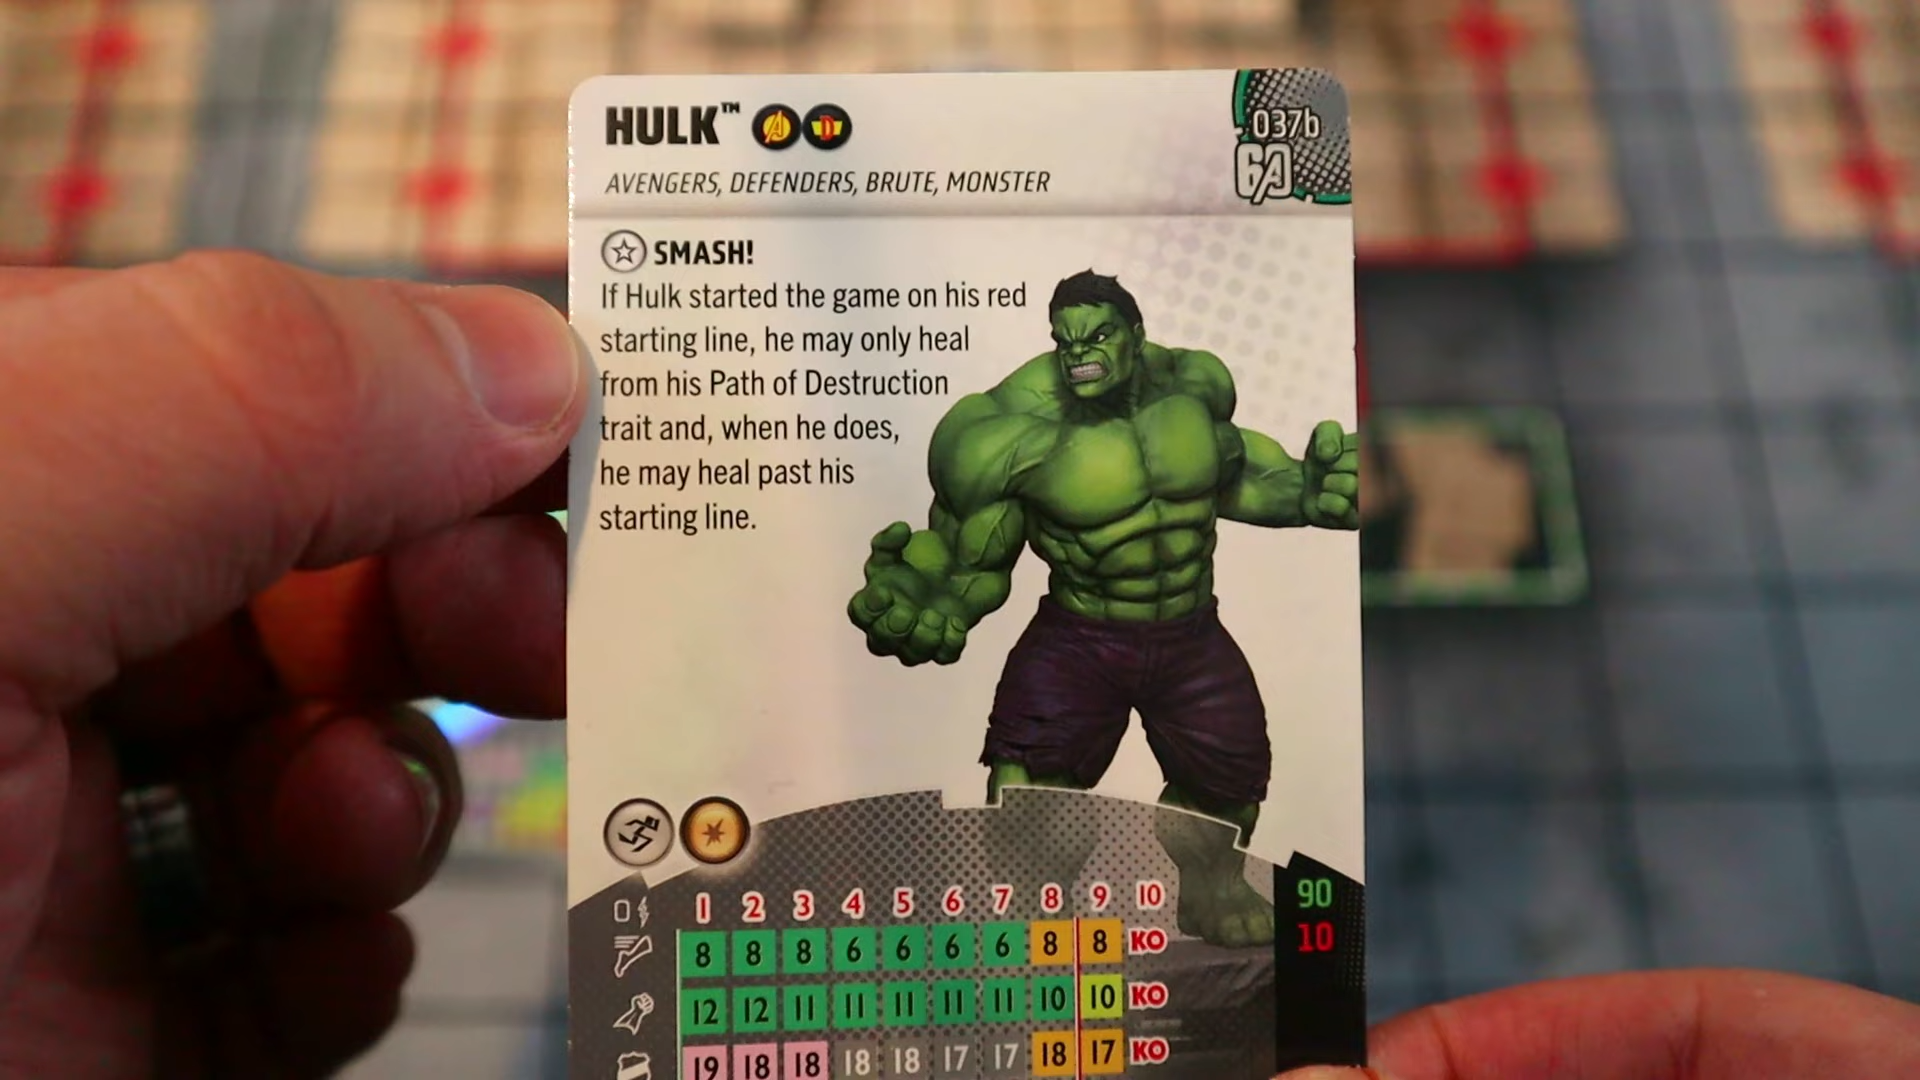 HULK™ A D
037b
60
AVENGERS, DEFENDERS, BRUTE, MONSTER
SMASH!
If Hulk started the game on his red
starting line, he may only heal
from his Path of Destruction
trait and, when he does,
he may heal past his
starting line.
0 1 2 3 4 5 6 7 8 9 10 90
8 8 8 6 6 6 6 8 8 KO 10
12 12 11 11 11 11 11 10 10 KO
19 18 18 18 18 17 17 18 17 KO